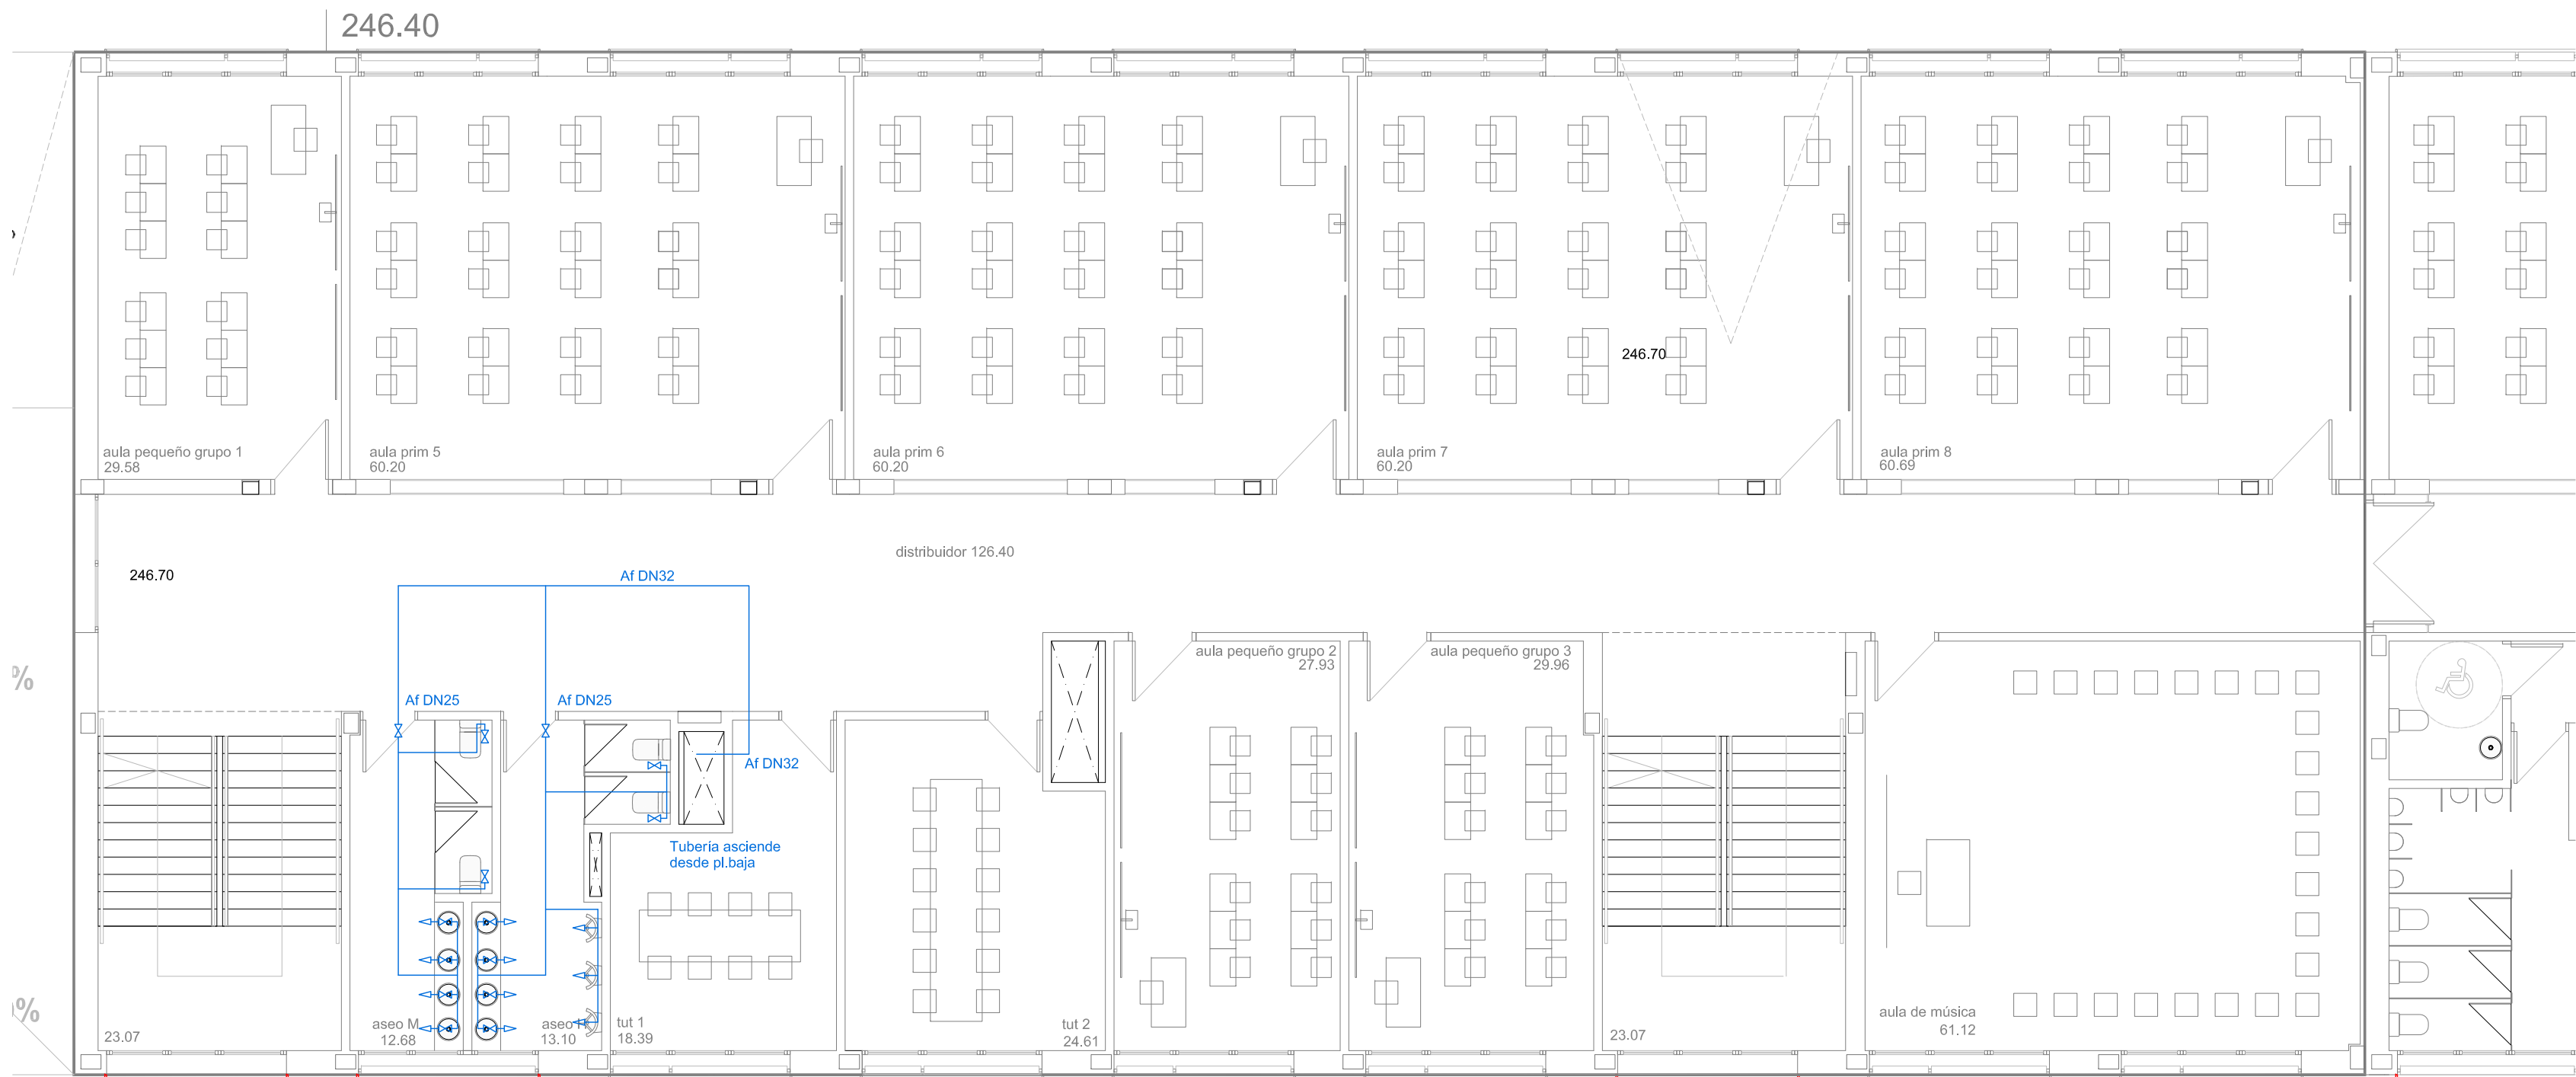 246.40
246.70
aula pequeño grupo 1
29.58
aula prim 5
60.20
aula prim 6
60.20
aula prim 7
60.20
aula prim 8
60.69
distribuidor 126.40
246.70
Af DN32
aula pequeño grupo 2
27.93
aula pequeño grupo 3
29.96
%
Af DN25
Af DN25
Af DN32
Tuberia asciende
desde pl.baja
%
23.07
aseo M
12.68
aseo
13.10
tut 1
18.39
tut 2
24.61
23.07
aula de música
61.12